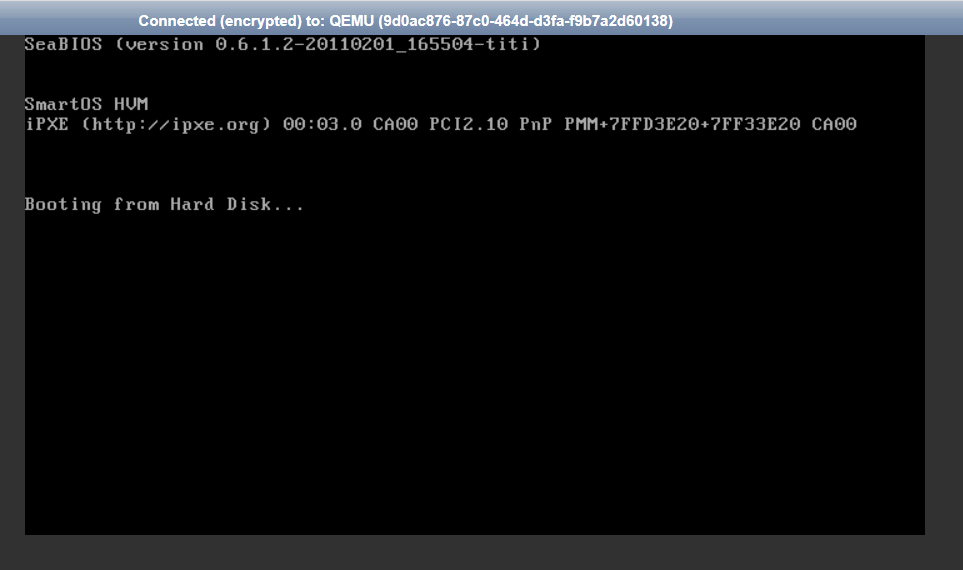 Connected (encrypted) to: QEMU (9d0ac876-87c0-464d-d3fa-f9b7a2d60138)
SeaBIOS (version 0.6.1.2-20110201_165504-titi)
SmartOS HVM
iPXE (http://ipxe.org) 00:03.0 CA00 PCI2.10 PnP PMM+7FFD3E20+7FF33E20 CA00
Booting from Hard Disk...